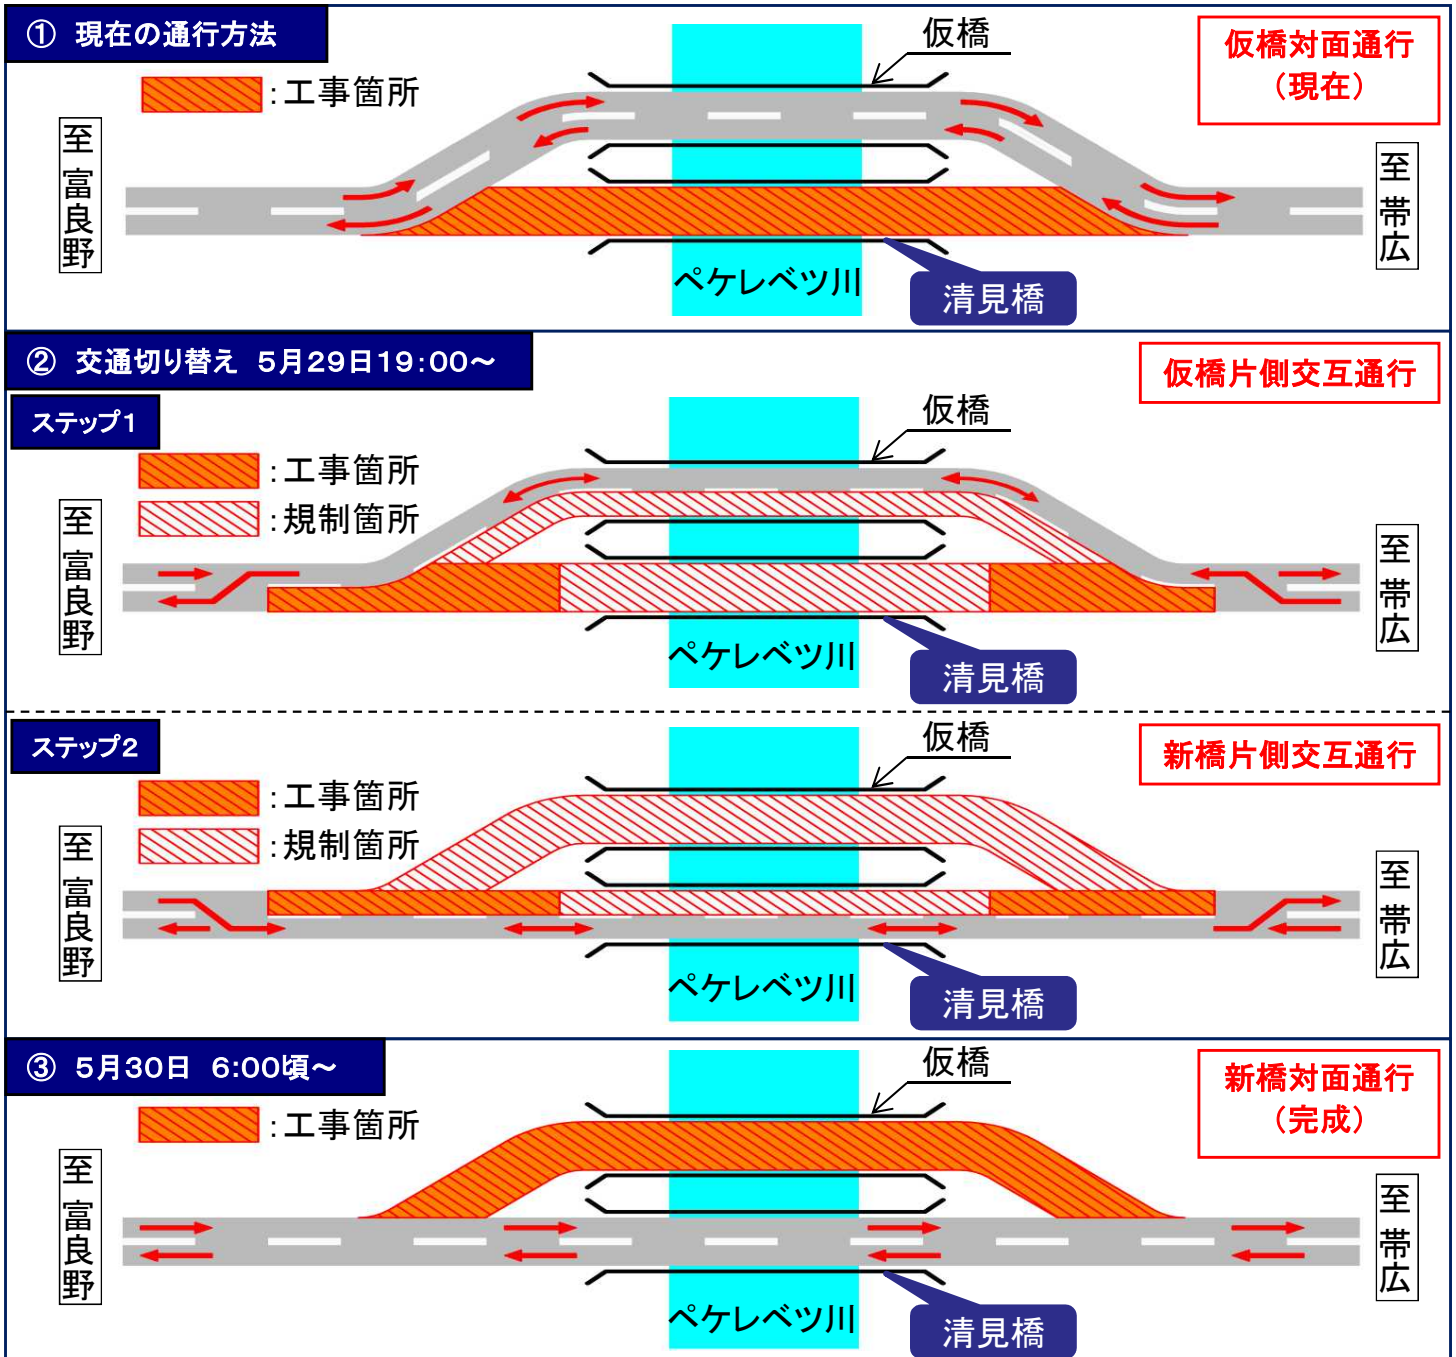 ① 現在の通行方法
仮橋
仮橋対面通行
（現在）
：工事箇所
至 富良野
至 帯広
ペケレベツ川
清見橋
② 交通切り替え 5月29日19：00～
仮橋片側交互通行
ステップ1
仮橋
：工事箇所
：規制箇所
至 富良野
至 帯広
ペケレベツ川
清見橋
ステップ2
仮橋
新橋片側交互通行
：工事箇所
：規制箇所
至 富良野
至 帯広
ペケレベツ川
清見橋
③ 5月30日 6:00頃～
仮橋
新橋対面通行
（完成）
：工事箇所
至 富良野
至 帯広
ペケレベツ川
清見橋